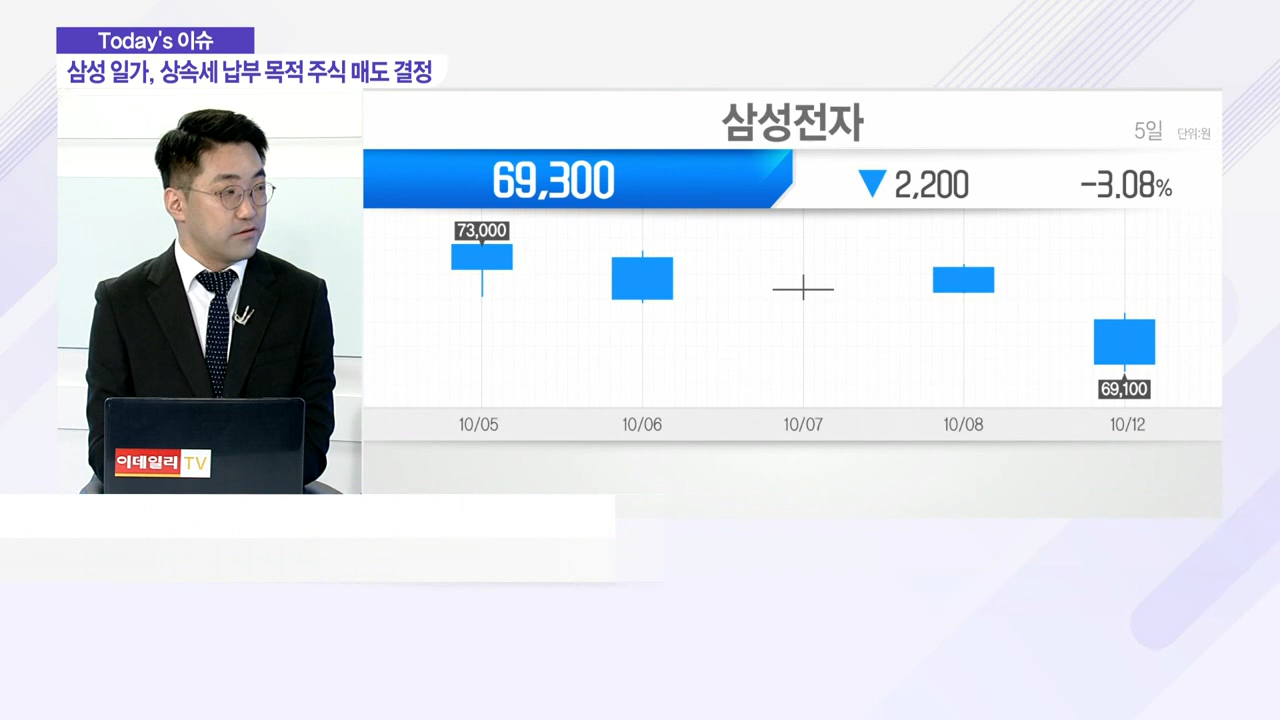 Today's 이슈
삼성 일가, 상속세 납부 목적 주식 매도 결정
삼성전자
5일 단위:원
69,300 ▼ 2,200 -3.08%
73,000
69,100
10/05 10/06 10/07 10/08 10/12
이데일리 TV